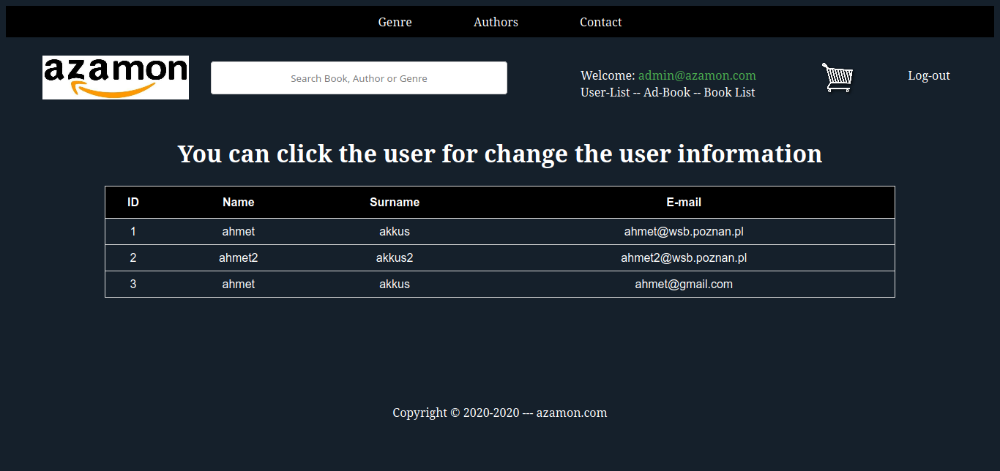 Genre Authors Contact
azamon
Search Book, Author or Genre
Welcome: admin@azamon.com
User-List -- Ad-Book -- Book List
Log-out
You can click the user for change the user information
ID Name Surname E-mail
1 ahmet akkus ahmet@wsb.poznan.pl
2 ahmet2 akkus2 ahmet2@wsb.poznan.pl
3 ahmet akkus ahmet@gmail.com
Copyright © 2020-2020 --- azamon.com